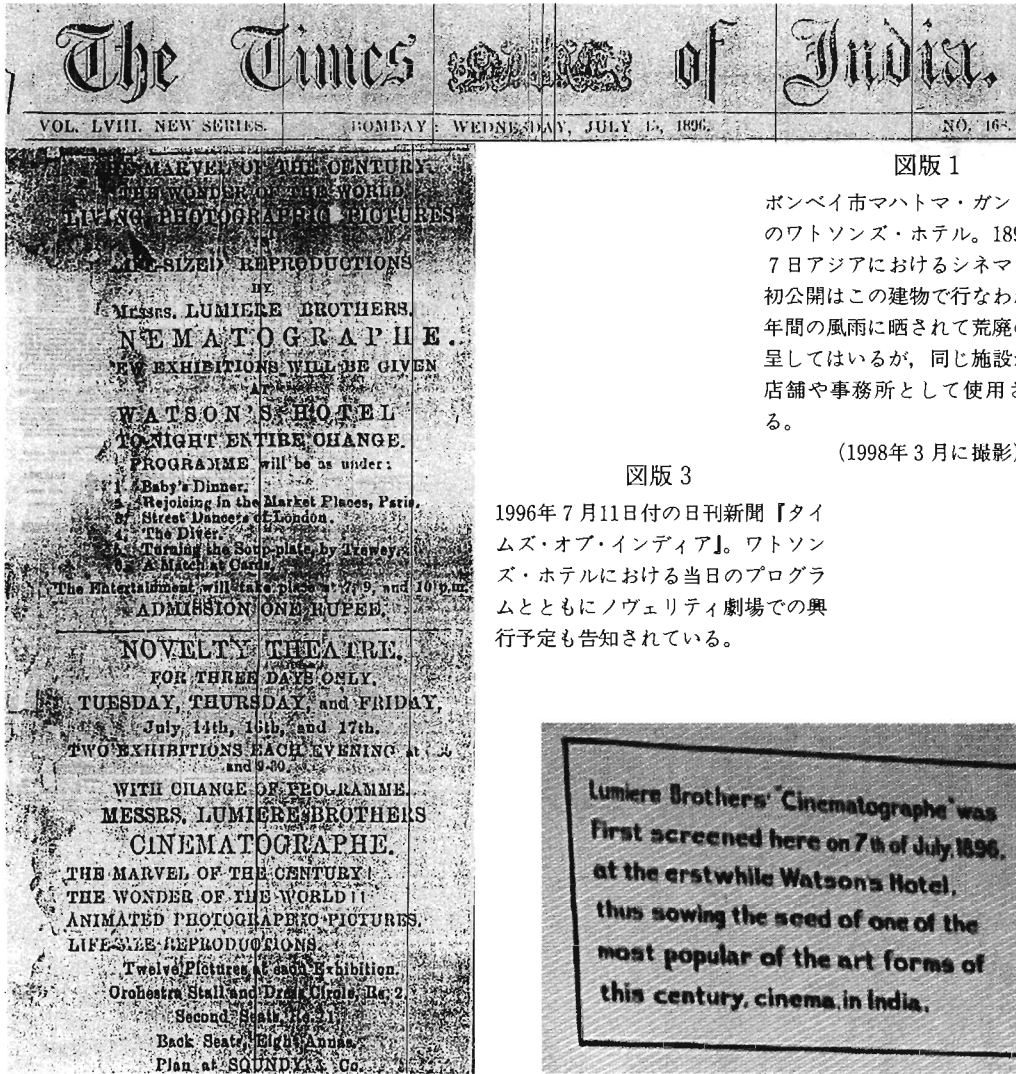 The Times of India.
VOL. LVIII. NEW SERIES. BOMBAY: WEDNESDAY, JULY 15, 1896. NO. 168.
MARVEL OF THE CENTURY.
THE WONDER OF THE WORLD
LIVING PHOTOGRAPHIC PICTURES
LIFE-SIZED REPRODUCTIONS
BY
MESSRS. LUMIERE BROTHERS.
NEMATOGRAPHE.
EW EXHIBITIONS WILL BE GIVEN
AT
WATSON'S HOTEL
TO-NIGHT ENTIRE CHANGE.
PROGRAMME will be as under:
1. Baby's Dinner.
2. Rejoicing in the Market Places, Paris.
3. Street Dancers of London.
4. The Diver.
5. Turning the Soup-plate by Trewey.
6. A Match at Cards.
The Entertainment will take place at 7, 9, and 10 p.m.
ADMISSION ONE RUPEE.
NOVELTY THEATRE.
FOR THREE DAYS ONLY.
TUESDAY, THURSDAY, and FRIDAY,
July 14th, 16th, and 17th.
TWO EXHIBITIONS EACH EVENING at
and 9-30.
WITH CHANGE OF PROGRAMME.
MESSRS. LUMIERE BROTHERS
CINEMATOGRAPHE.
THE MARVEL OF THE CENTURY!
THE WONDER OF THE WORLD!!
ANIMATED PHOTOGRAPHIC PICTURES.
LIFE-SIZE REPRODUCTIONS.
Twelve Pictures at each Exhibition.
Orchestra Stall and Dress Circle, Rs. 2.
Second Seats,
Back Seats, Eight Annas.
Plan at Co.
図版 1
ボンベイ市マハトマ・ガン
のワトソンズ・ホテル。189
7日アジアにおけるシネマ
初公開はこの建物で行なわ
年間の風雨に晒されて荒廃
呈してはいるが，同じ施設
店舗や事務所として使用さ
る。
（1998年3月に撮影）
図版 3
1996年7月11日付の日刊新聞『タイ
ムズ・オブ・インディア』。ワトソン
ズ・ホテルにおける当日のプログラ
ムとともにノヴェリティ劇場での興
行予定も告知されている。
Lumiere Brothers' "Cinematographe" was
first screened here on 7th of July, 1896,
at the erstwhile Watson's Hotel,
thus sowing the seed of one of the
most popular of the art forms of
this century, cinema, in India.